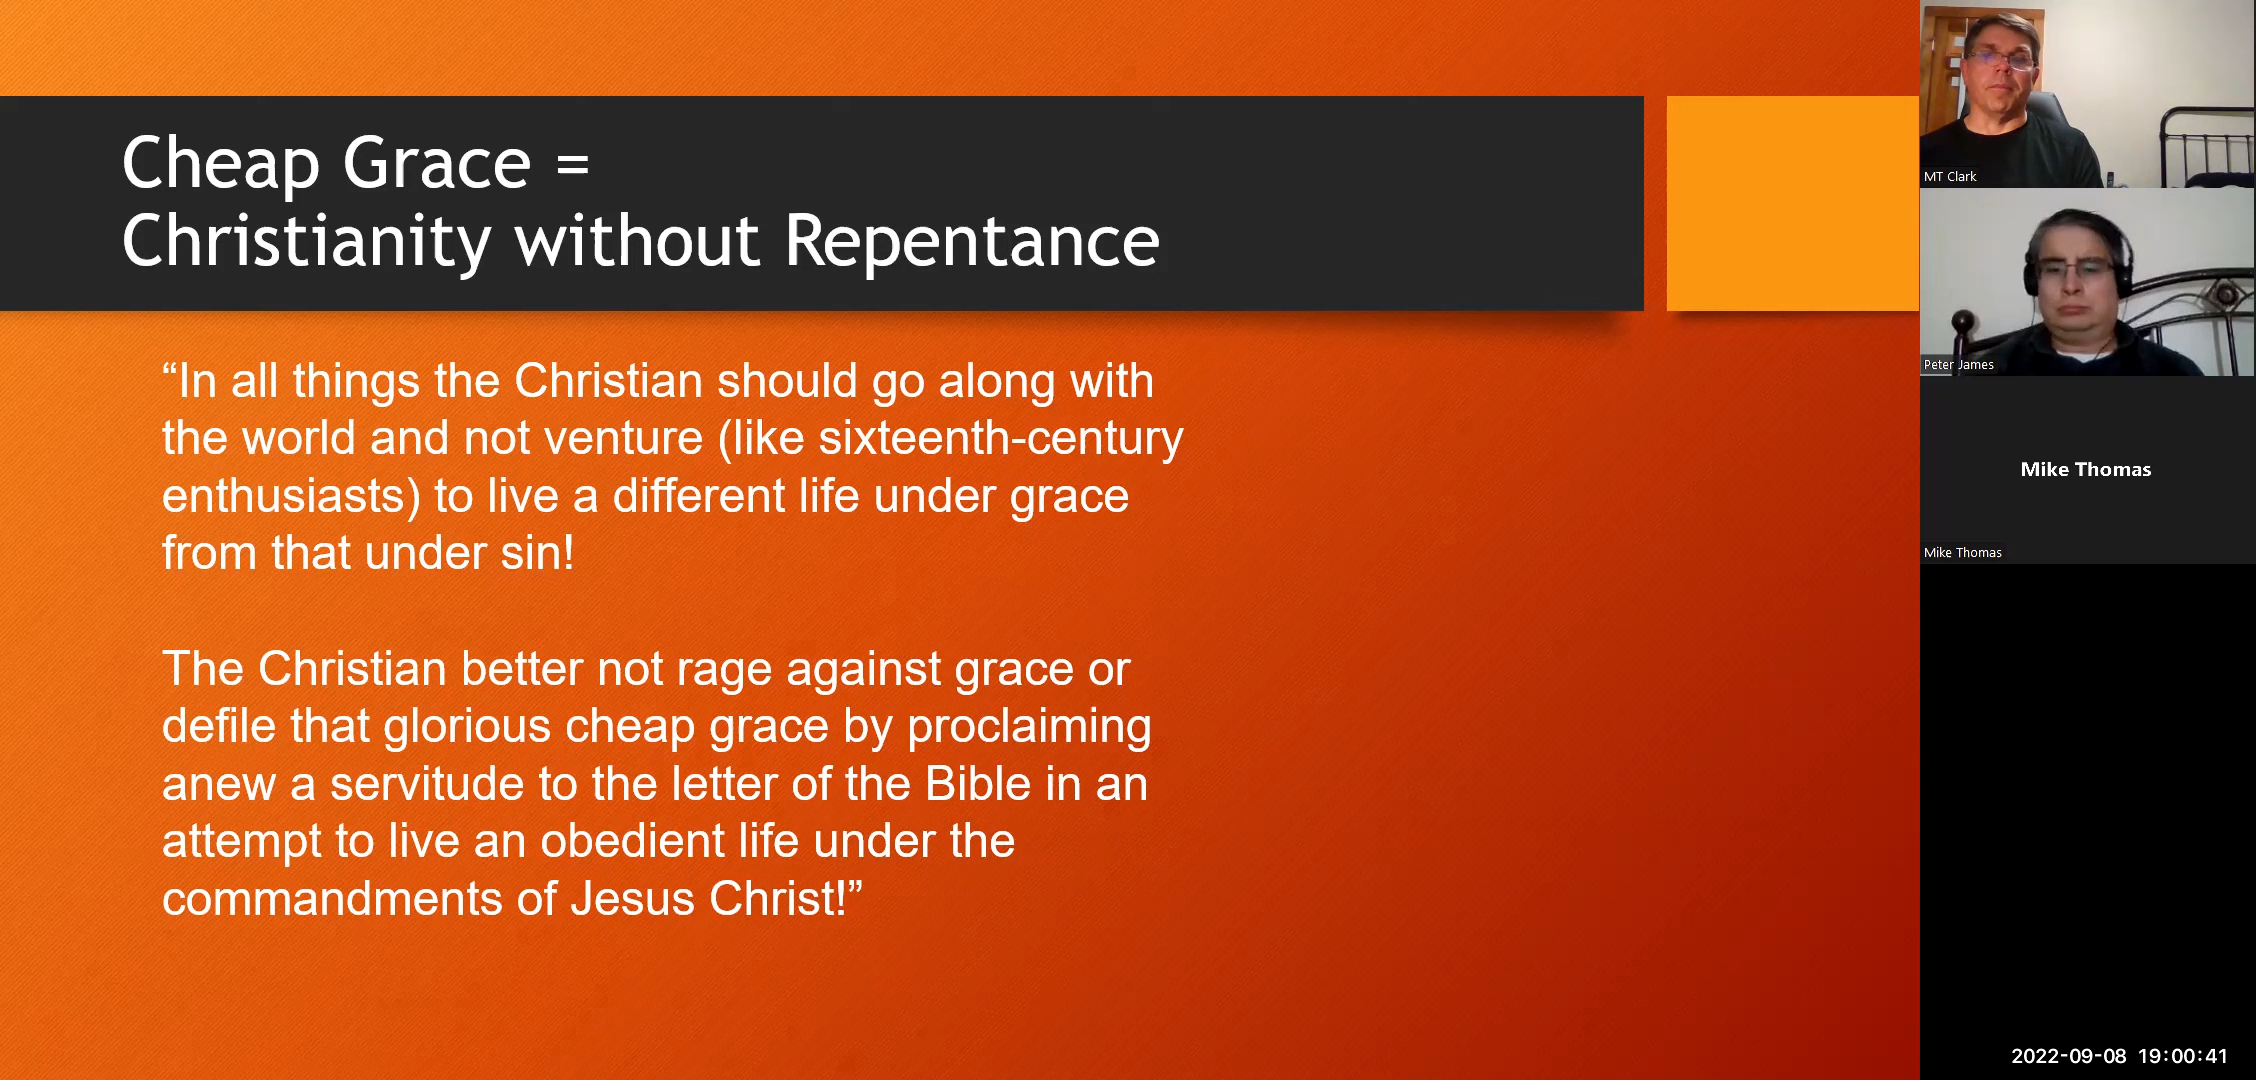 Cheap Grace =
Christianity without Repentance
“In all things the Christian should go along with
the world and not venture (like sixteenth-century
enthusiasts) to live a different life under grace
from that under sin!
The Christian better not rage against grace or
defile that glorious cheap grace by proclaiming
anew a servitude to the letter of the Bible in an
attempt to live an obedient life under the
commandments of Jesus Christ!”
MT Clark
Peter James
Mike Thomas
Mike Thomas
2022-09-08 19:00:41